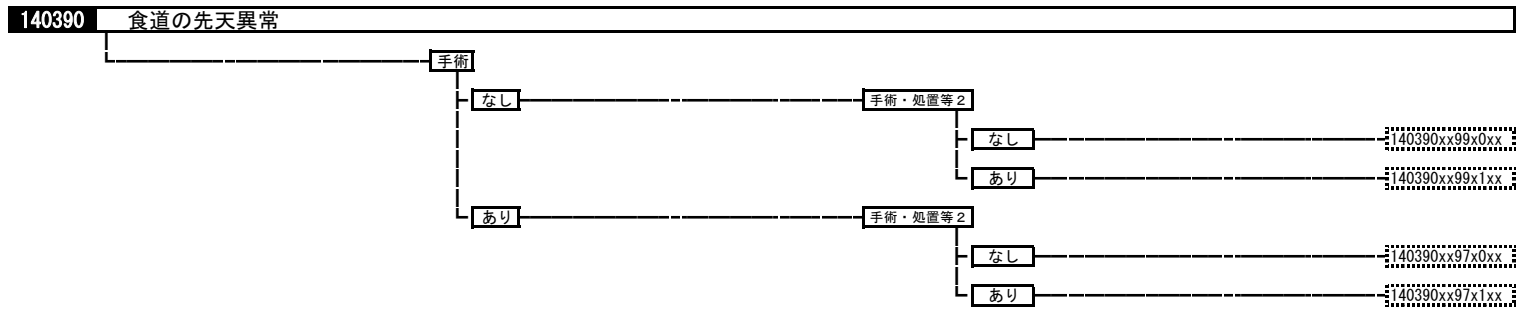 140390 食道の先天異常
手術
なし 手術・処置等2
なし 140390xx99x0xx
あり 140390xx99x1xx
あり 手術・処置等2
なし 140390xx97x0xx
あり 140390xx97x1xx